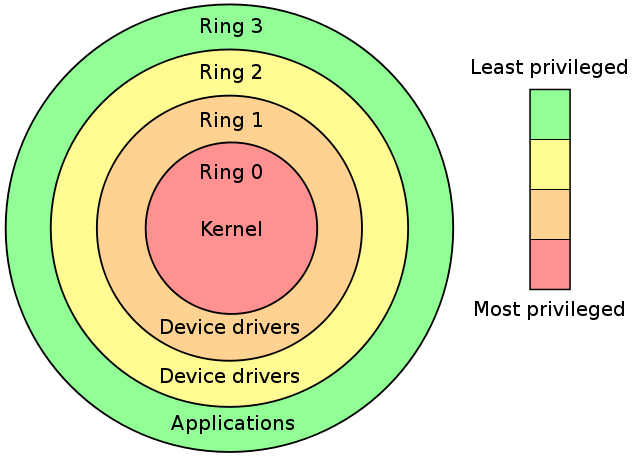 Ring 3
Ring 2
Ring 1
Ring 0
Kernel
Device drivers
Device drivers
Applications
Least privileged
Most privileged